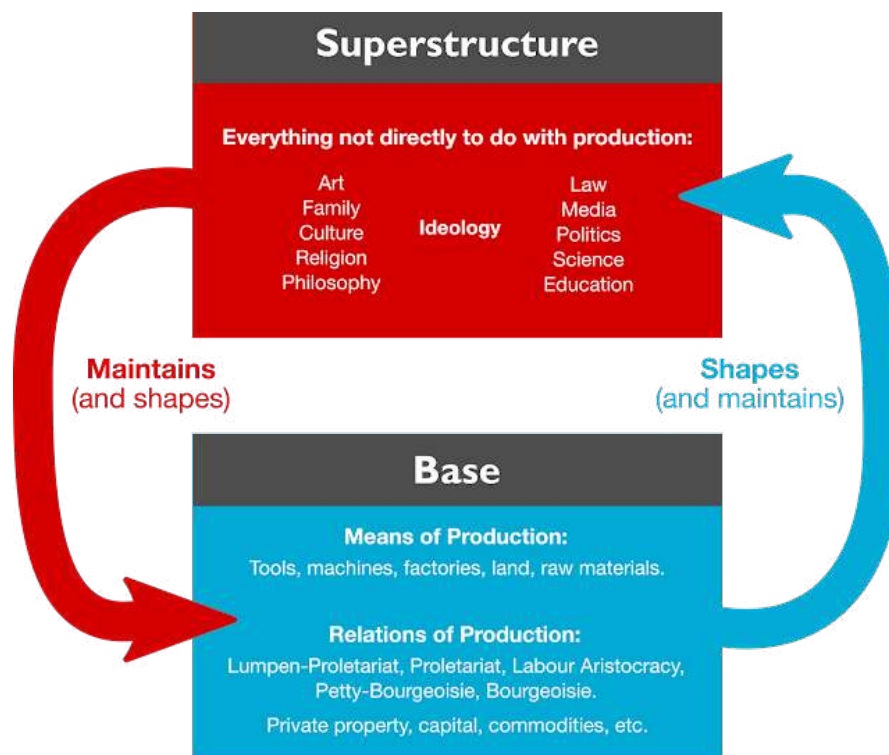 Superstructure
Everything not directly to do with production:
Art
Family
Culture
Religion
Philosophy
Ideology
Law
Media
Politics
Science
Education
Maintains
(and shapes)
Shapes
(and maintains)
Base
Means of Production:
Tools, machines, factories, land, raw materials.
Relations of Production:
Lumpen-Proletariat, Proletariat, Labour Aristocracy,
Petty-Bourgeoisie, Bourgeoisie.
Private property, capital, commodities, etc.